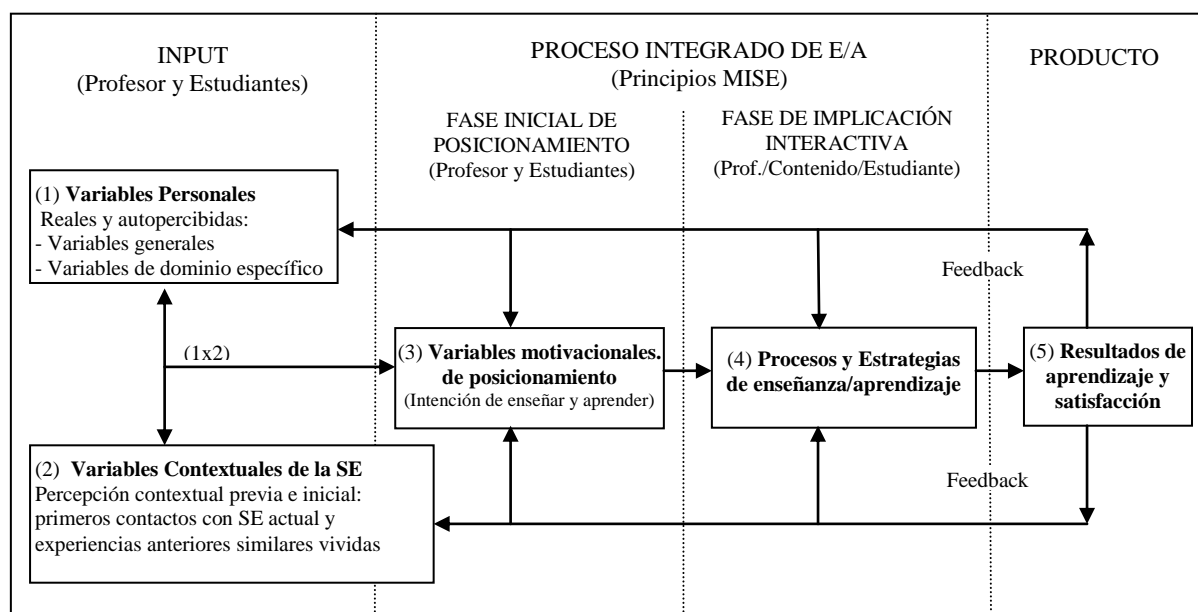 INPUT
(Profesor y Estudiantes)
PROCESO INTEGRADO DE E/A
(Principios MISE)
PRODUCTO
FASE INICIAL DE
POSICIONAMIENTO
(Profesor y Estudiantes)
FASE DE IMPLICACIÓN
INTERACTIVA
(Prof./Contenido/Estudiante)
(1) Variables Personales
Reales y autopercibidas:
- Variables generales
- Variables de dominio específico
Feedback
(1x2)
(3) Variables motivacionales.
de posicionamiento
(Intención de enseñar y aprender)
(4) Procesos y Estrategias
de enseñanza/aprendizaje
(5) Resultados de
aprendizaje y
satisfacción
(2) Variables Contextuales de la SE
Percepción contextual previa e inicial:
primeros contactos con SE actual y
experiencias anteriores similares vividas
Feedback